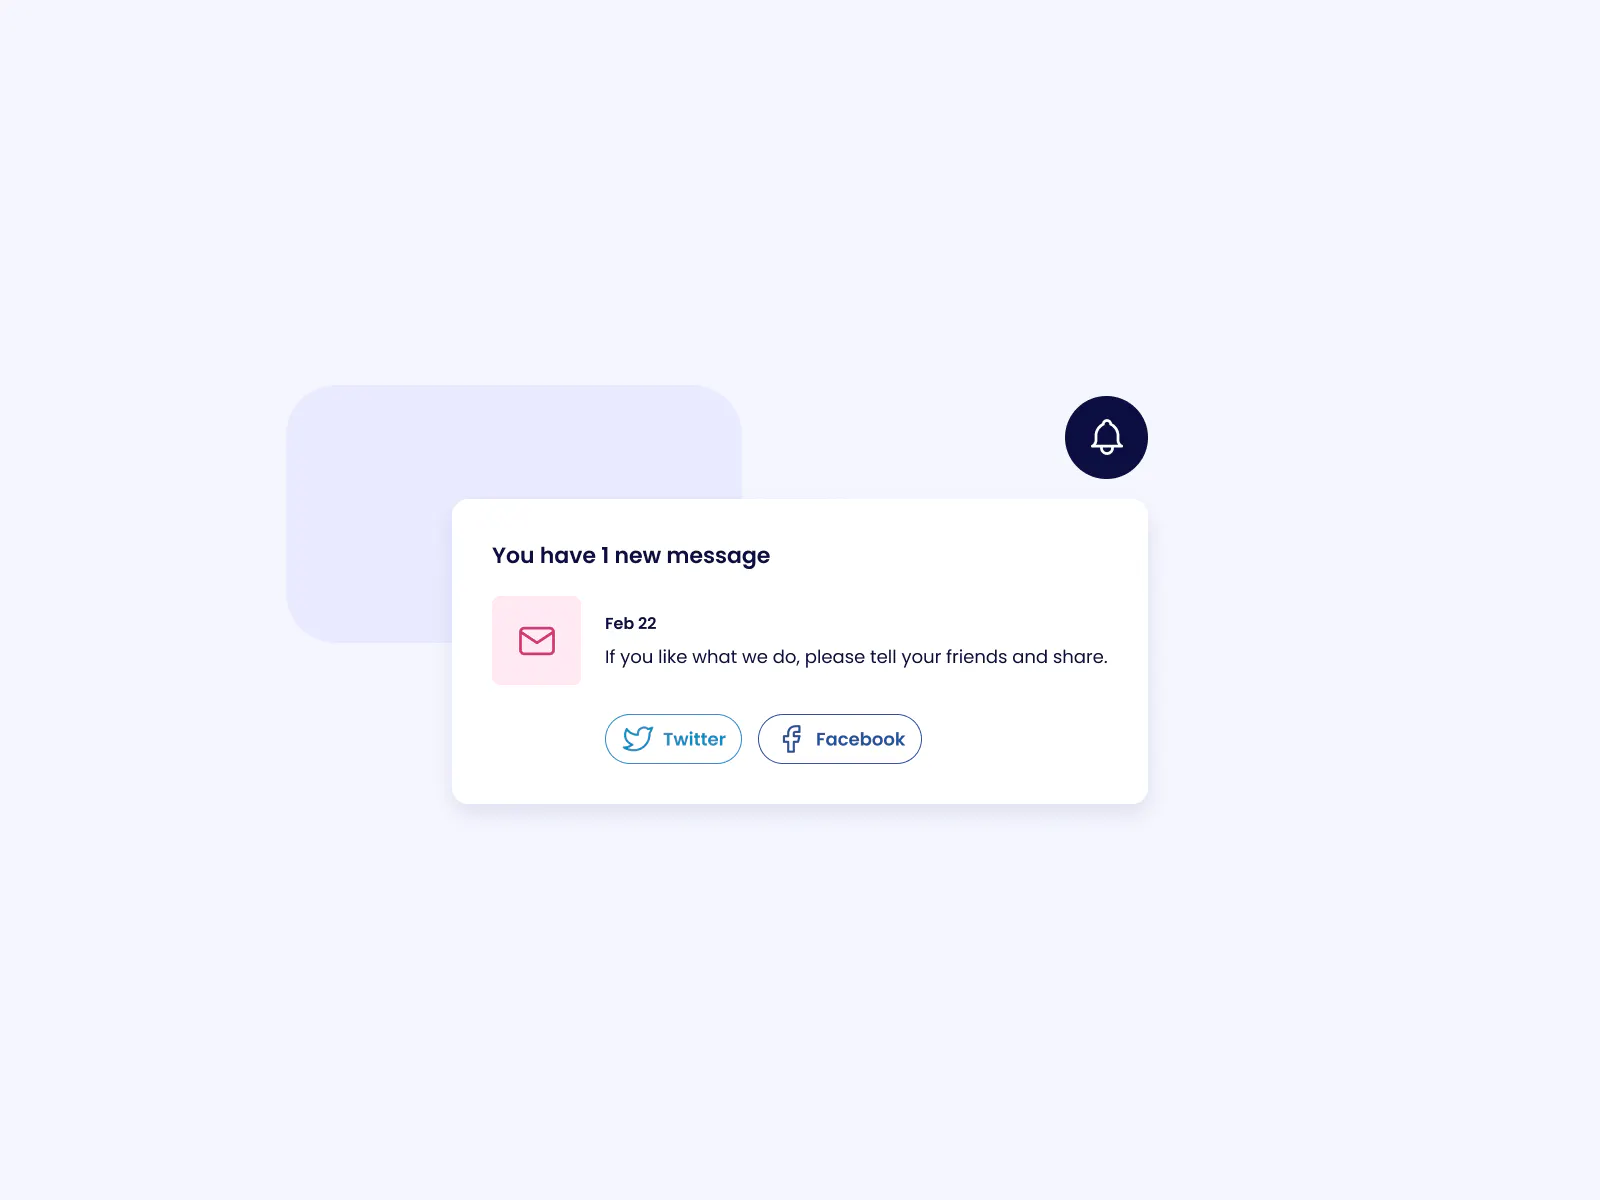 You have 1 new message
Feb 22
If you like what we do, please tell your friends and share.
Twitter
Facebook